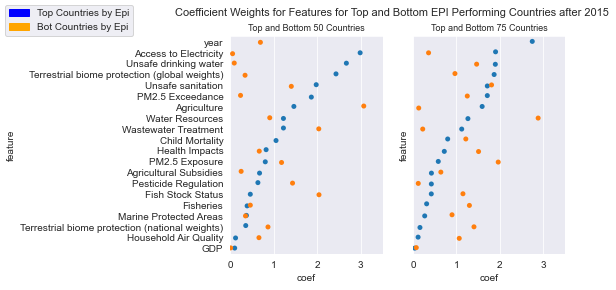 Top Countries by Epi
Bot Countries by Epi
Coefficient Weights for Features for Top and Bottom EPI Performing Countries after 2015
Top and Bottom 50 Countries
Top and Bottom 75 Countries
year
Access to Electricity
Unsafe drinking water
Terrestrial biome protection (global weights)
Unsafe sanitation
PM2.5 Exceedance
Agriculture
Water Resources
Wastewater Treatment
Child Mortality
Health Impacts
PM2.5 Exposure
Agricultural Subsidies
Pesticide Regulation
Fish Stock Status
Fisheries
Marine Protected Areas
Terrestrial biome protection (national weights)
Household Air Quality
GDP
feature
feature
0 1 2 3
0 1 2 3
coef
coef